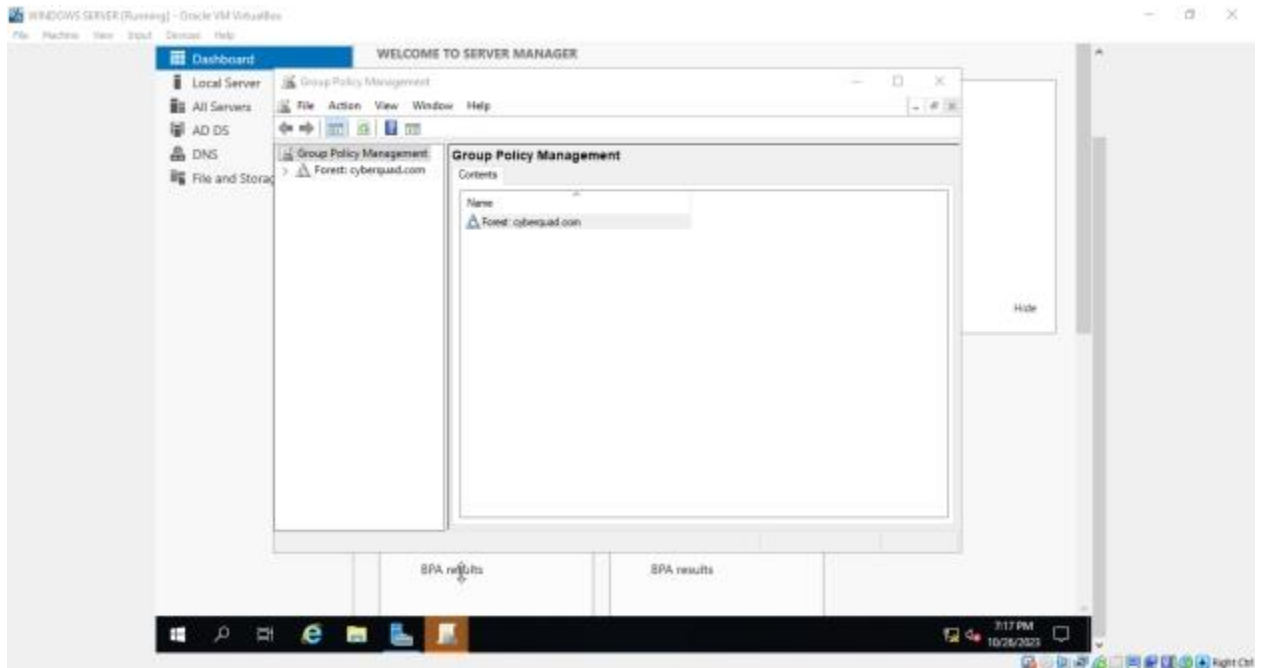 WINDOWS SERVER (Running) - Oracle VM VirtualBox
File Machine View Input Devices Help
Dashboard
WELCOME TO SERVER MANAGER
Local Server
All Servers
AD DS
DNS
File and Storag
Group Policy Management
File Action View Window Help
Group Policy Management
Forest: cyberquad.com
Group Policy Management
Contents
Name
Forest: cyberquad.com
Hide
BPA results
BPA results
7:17 PM
10/26/2023
Right Ctrl